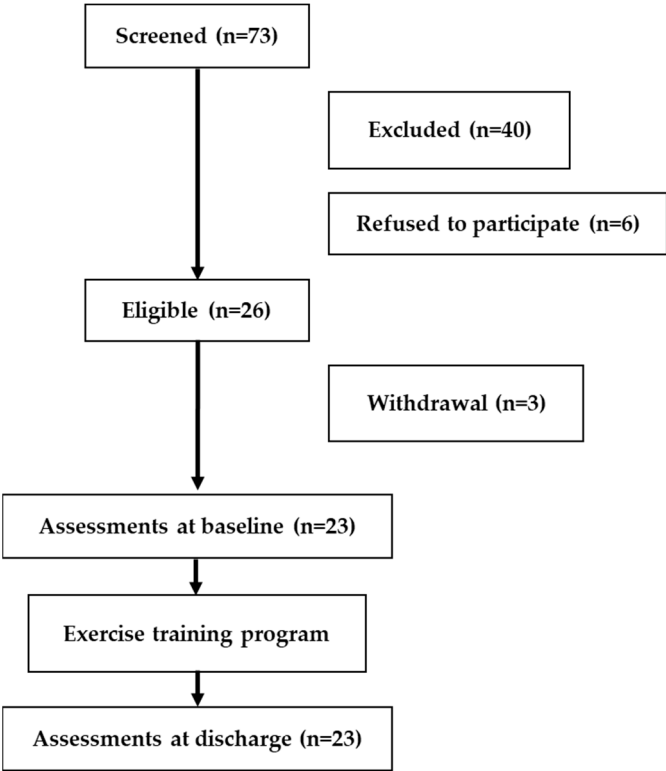 Screened (n=73)
Excluded (n=40)
Refused to participate (n=6)
Eligible (n=26)
Withdrawal (n=3)
Assessments at baseline (n=23)
Exercise training program
Assessments at discharge (n=23)